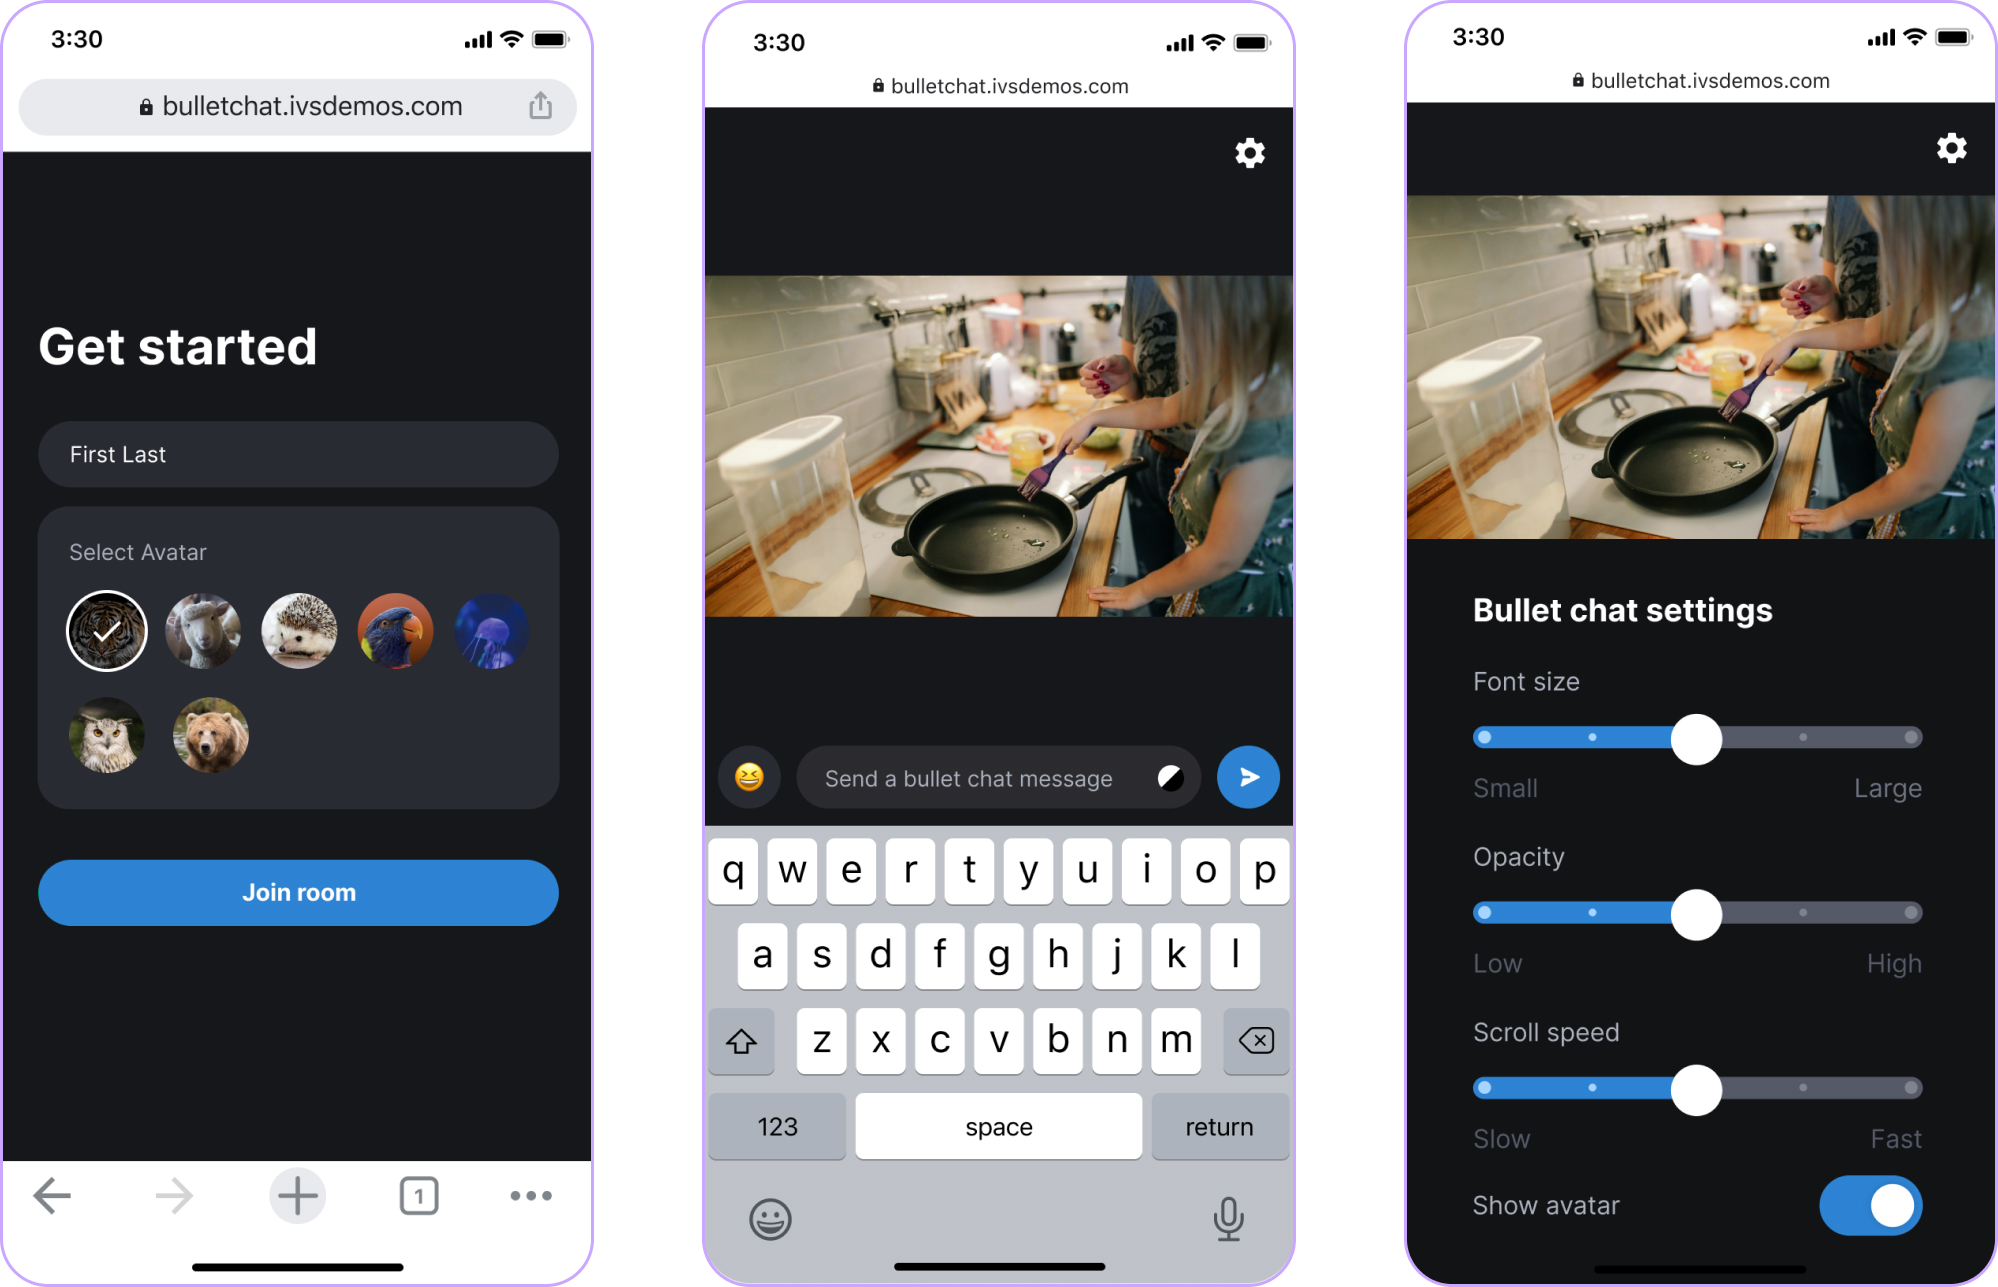 3:30
bulletchat.ivsdemos.com
Get started
First Last
Select Avatar
Join room
1
3:30
bulletchat.ivsdemos.com
Send a bullet chat message
q w e r t y u i o p
a s d f g h j k l
z x c v b n m
123 space return
3:30
bulletchat.ivsdemos.com
Bullet chat settings
Font size
Small Large
Opacity
Low High
Scroll speed
Slow Fast
Show avatar